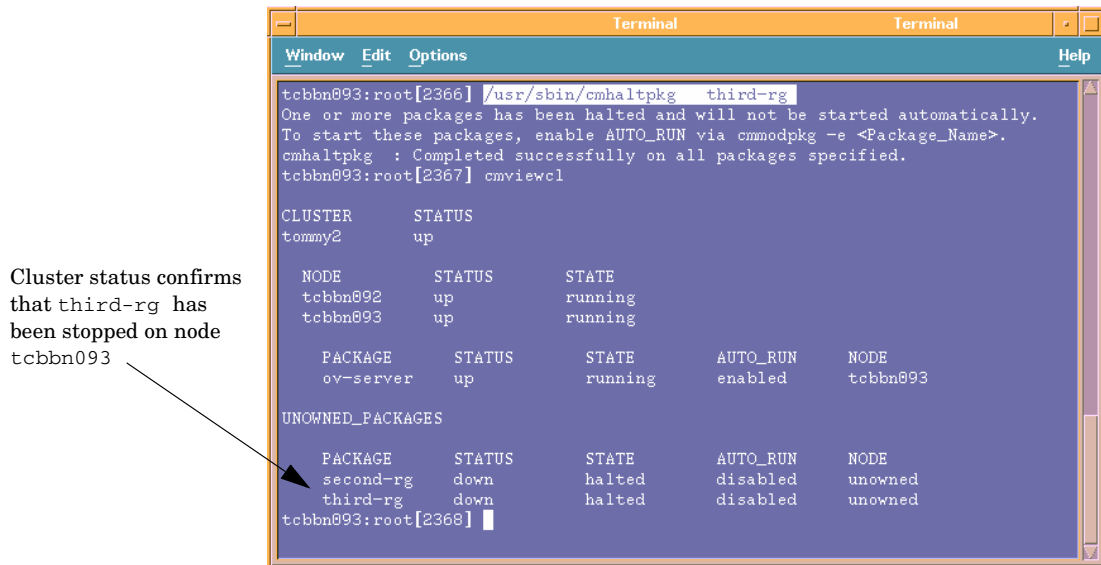 Terminal Terminal
Window Edit Options Help
tcbbn093:root[2366] /usr/sbin/cmhaltpkg third-rg
One or more packages has been halted and will not be started automatically.
To start these packages, enable AUTO_RUN via cmmodpkg -e <Package_Name>.
cmhaltpkg : Completed successfully on all packages specified.
tcbbn093:root[2367] cmviewcl
CLUSTER STATUS
tommy2 up
NODE STATUS STATE
tcbbn092 up running
tcbbn093 up running
PACKAGE STATUS STATE AUTO_RUN NODE
ov-server up running enabled tcbbn093
UNOWNED_PACKAGES
PACKAGE STATUS STATE AUTO_RUN NODE
second-rg down halted disabled unowned
third-rg down halted disabled unowned
tcbbn093:root[2368]
Cluster status confirms
that third-rg has
been stopped on node
tcbbn093